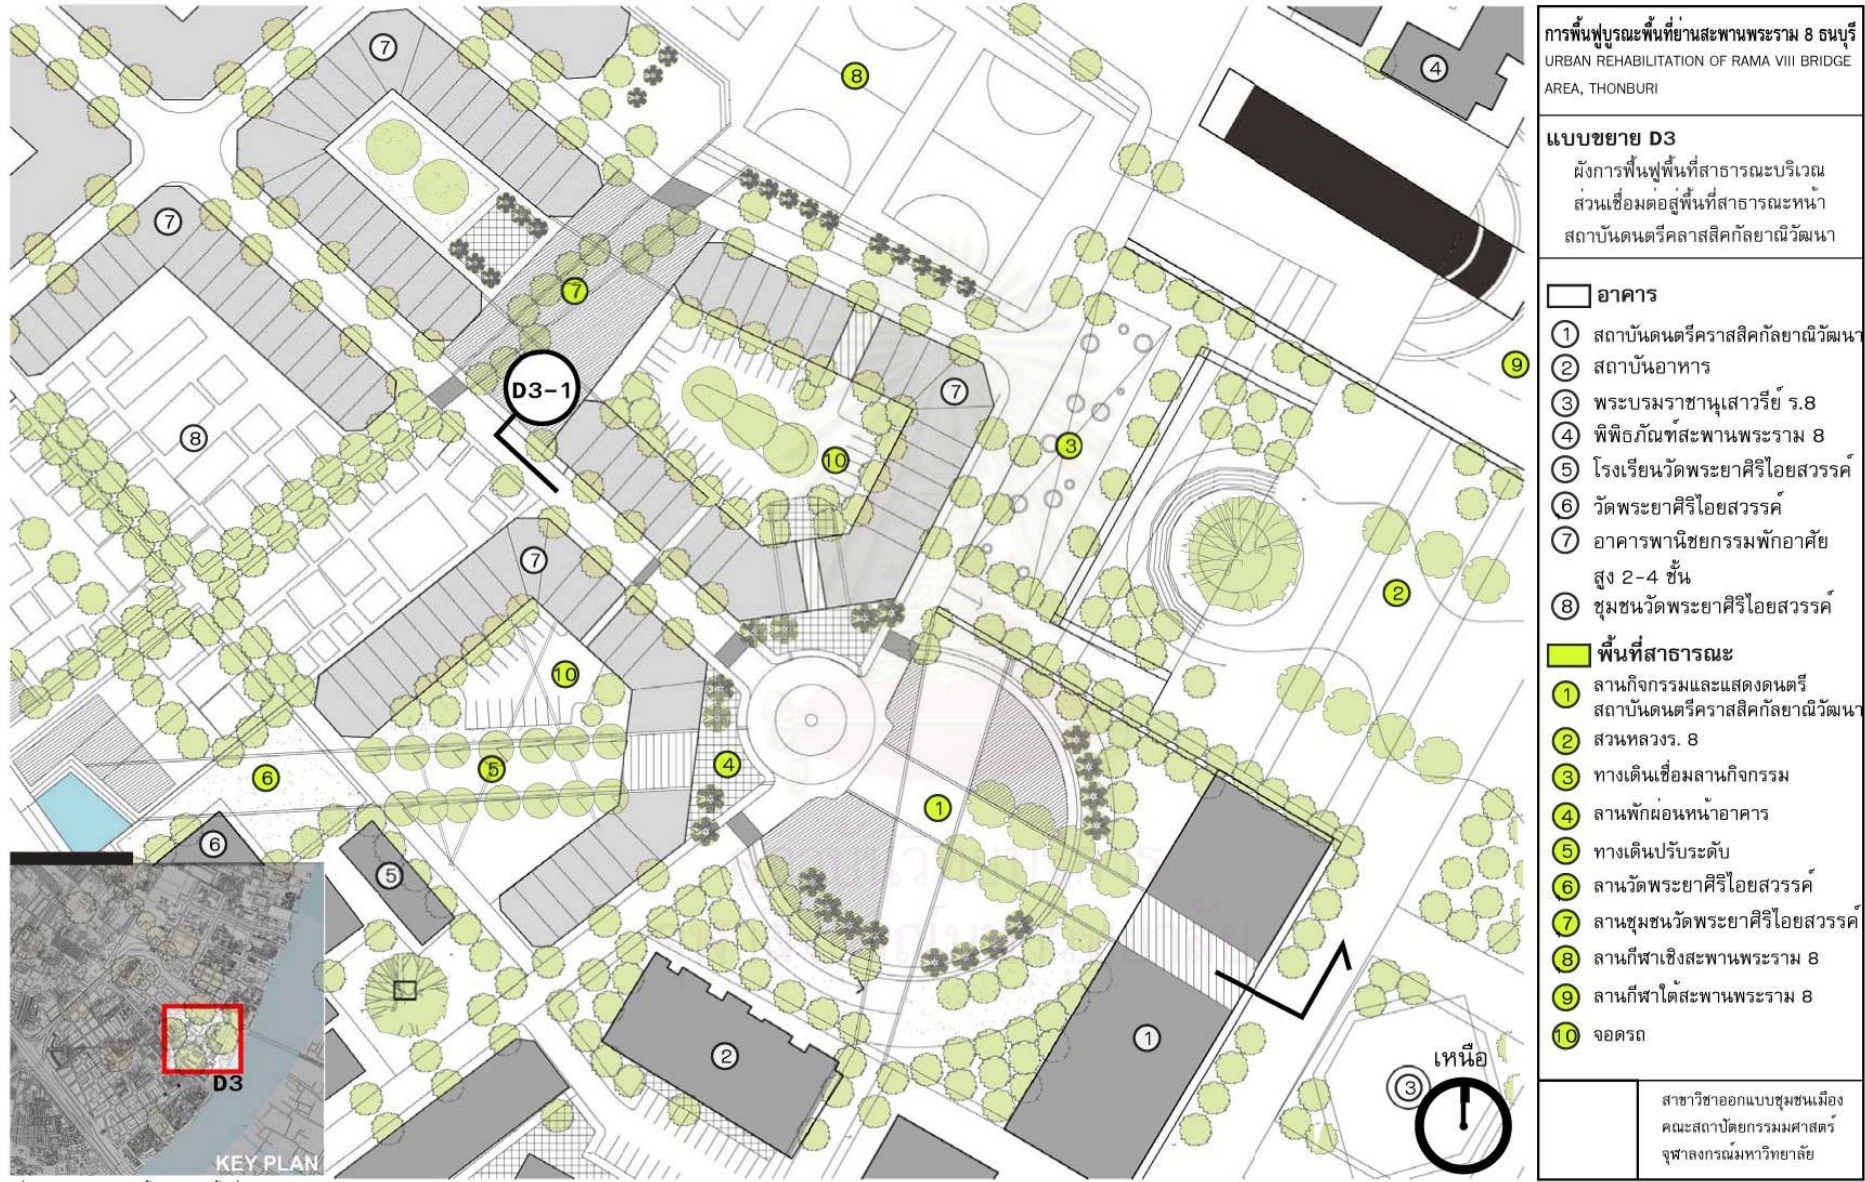 การฟื้นฟูบูรณะพื้นที่ย่านสะพานพระราม 8 ธนบุรี
URBAN REHABILITATION OF RAMA VIII BRIDGE
AREA, THONBURI
แบบขยาย D3
ผังการฟื้นฟูพื้นที่สาธารณะบริเวณ
ส่วนเชื่อมต่อสู่พื้นที่สาธารณะหน้า
สถาบันดนตรีคลาสสิคกัลยาณิวัฒนา
อาคาร
1 สถาบันดนตรีคราสสิคกัลยาณิวัฒนา
2 สถาบันอาหาร
3 พระบรมราชานุเสาวรีย์ ร.8
4 พิพิธภัณฑ์สะพานพระราม 8
5 โรงเรียนวัดพระยาศิริไอยสวรรค์
6 วัดพระยาศิริไอยสวรรค์
7 อาคารพานิชยกรรมพักอาศัย
สูง 2-4 ชั้น
8 ชุมชนวัดพระยาศิริไอยสวรรค์
พื้นที่สาธารณะ
1 ลานกิจกรรมและแสดงดนตรี
สถาบันดนตรีคราสสิคกัลยาณิวัฒนา
2 สวนหลวงร. 8
3 ทางเดินเชื่อมลานกิจกรรม
4 ลานพักผ่อนหน้าอาคาร
5 ทางเดินปรับระดับ
6 ลานวัดพระยาศิริไอยสวรรค์
7 ลานชุมชนวัดพระยาศิริไอยสวรรค์
8 ลานกีฬาเชิงสะพานพระราม 8
9 ลานกีฬาใต้สะพานพระราม 8
10 จอดรถ
สาขาวิชาออกแบบชุมชนเมือง
คณะสถาปัตยกรรมมศาสตร์
จุฬาลงกรณ์มหาวิทยาลัย
7
8
4
7
7
9
D3-1
7
8
3
10
7
2
10
6
5
4
1
6
5
2
1
3
เหนือ
D3
KEY PLAN